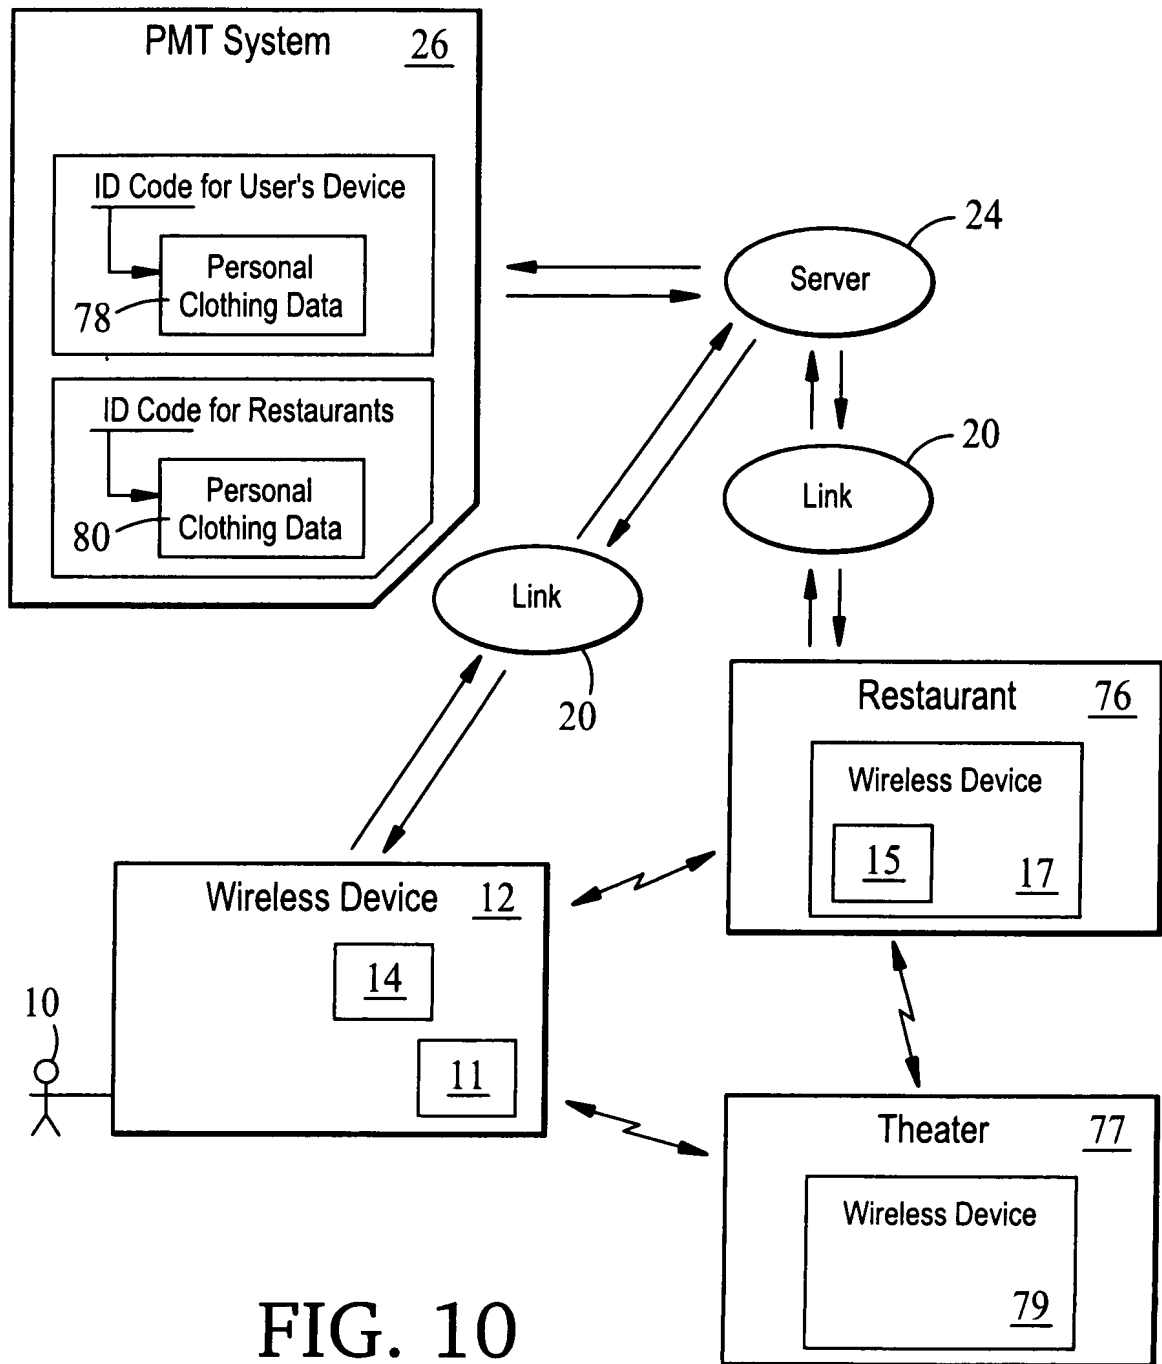 PMT System 26
ID Code for User's Device
Personal
Clothing Data
78
ID Code for Restaurants
Personal
Clothing Data
80
24
Server
20
Link
Link
20
Restaurant 76
Wireless Device
15
17
Wireless Device 12
14
11
10
Theater 77
Wireless Device
79
FIG. 10